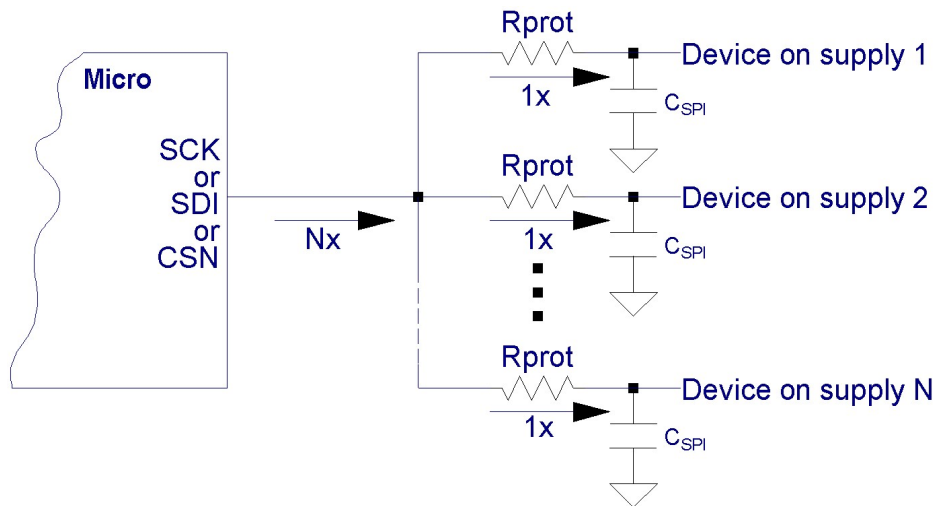 Micro
SCK
or
SDI
or
CSN
Nx
Rprot
1x
Device on supply 1
CSPI
Rprot
1x
Device on supply 2
CSPI
Rprot
1x
Device on supply N
CSPI